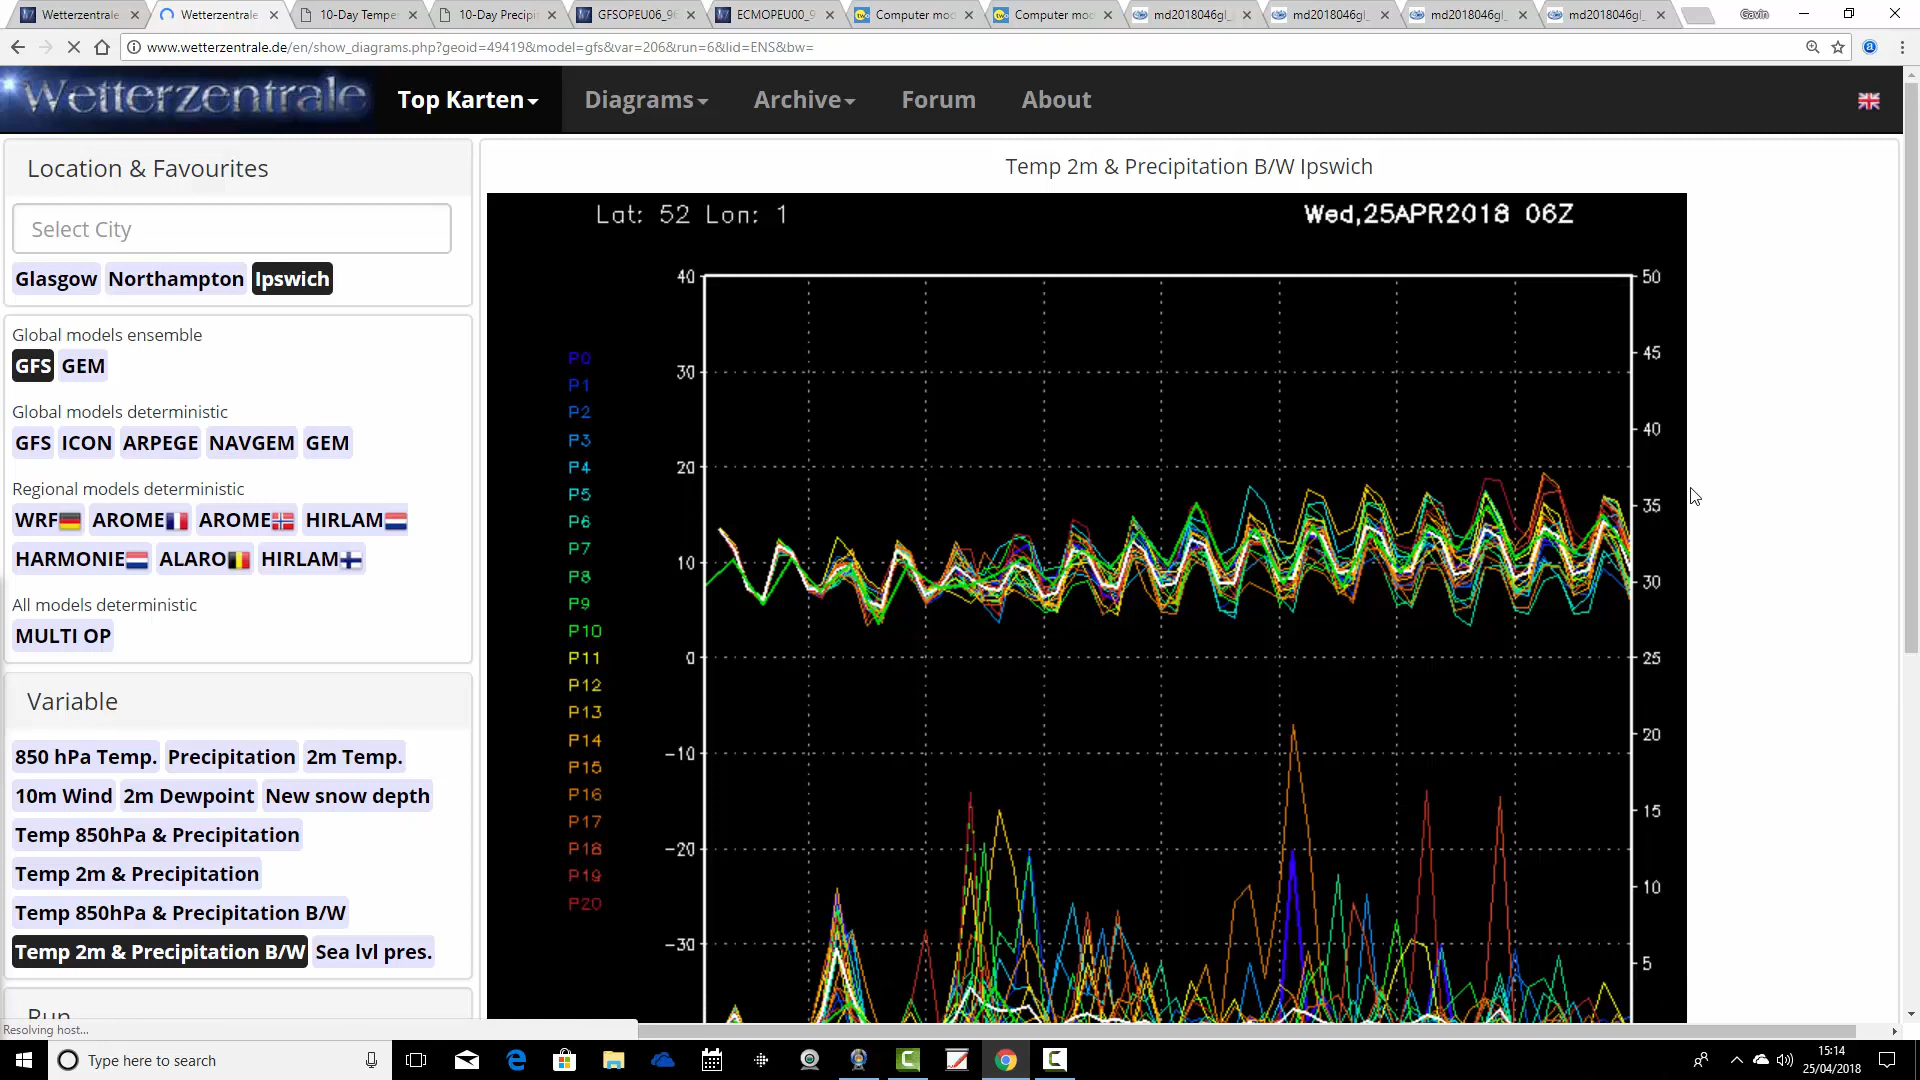 Wetterzentrale
Wetterzentrale
10-Day Tempe
10-Day Precipi
GFSOPEU06_9
ECMOPEU00_9
Computer mo
Computer mo
md2018046gl_
md2018046gl_
md2018046gl_
md2018046gl_
Gavin
www.wetterzentrale.de/en/show_diagrams.php?geoid=49419&model=gfs&var=206&run=6&lid=ENS&bw=
Wetterzentrale
Top Karten
Diagrams
Archive
Forum
About
Location & Favourites
Select City
Glasgow Northampton Ipswich
Global models ensemble
GFS GEM
Global models deterministic
GFS ICON ARPEGE NAVGEM GEM
Regional models deterministic
WRF AROME AROME HIRLAM
HARMONIE ALARO HIRLAM
All models deterministic
MULTI OP
Variable
850 hPa Temp. Precipitation 2m Temp.
10m Wind 2m Dewpoint New snow depth
Temp 850hPa & Precipitation
Temp 2m & Precipitation
Temp 850hPa & Precipitation B/W
Temp 2m & Precipitation B/W Sea lvl pres.
Run
Resolving host...
Temp 2m & Precipitation B/W Ipswich
Lat: 52 Lon: 1
Wed,25APR2018 06Z
P0
P1
P2
P3
P4
P5
P6
P7
P8
P9
P10
P11
P12
P13
P14
P15
P16
P17
P18
P19
P20
40
30
20
10
0
-10
-20
-30
50
45
40
35
30
25
20
15
10
5
Type here to search
15:14
25/04/2018